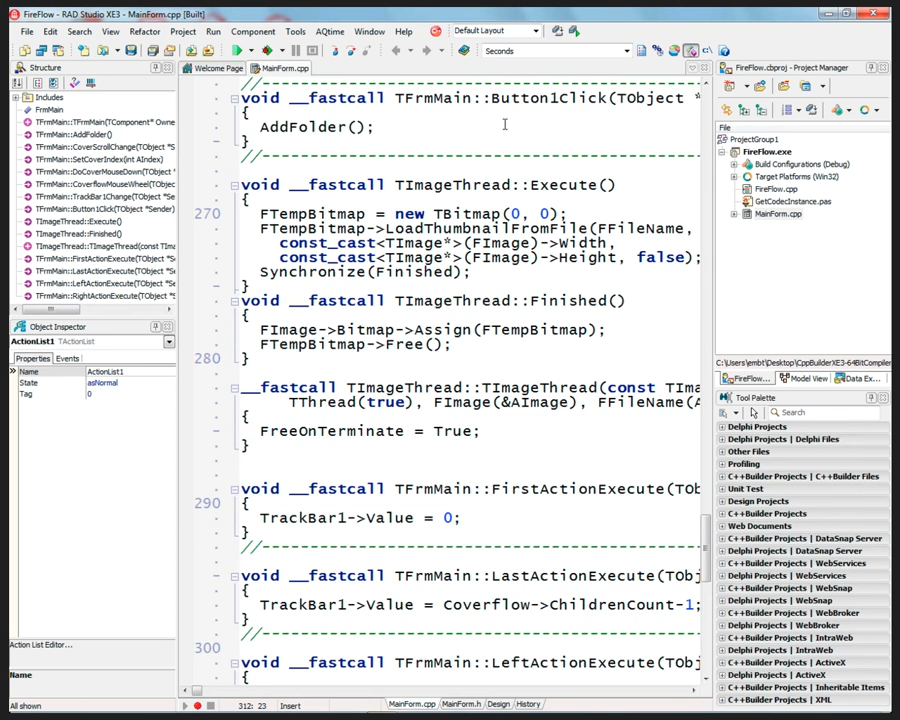 FireFlow - RAD Studio XE3 - MainForm.cpp [Built]
File Edit Search View Refactor Project Run Component Tools AQtime Window Help
Default Layout
Seconds
Structure
Includes
FrmMain
TFrmMain::TFrmMain(TComponent* Owne
TFrmMain::AddFolder()
TFrmMain::CoverScrollChange(TObject *S
TFrmMain::SetCoverIndex(int AIndex)
TFrmMain::DoCoverMouseDown(TObject *
TFrmMain::CoverflowMouseWheel(TObjec
TFrmMain::TrackBar1Change(TObject *Se
TFrmMain::Button1Click(TObject *Sender)
TImageThread::Execute()
TImageThread::Finished()
TImageThread::TImageThread(const TIma
TFrmMain::FirstActionExecute(TObject *S
TFrmMain::LastActionExecute(TObject *S
TFrmMain::LeftActionExecute(TObject *S
TFrmMain::RightActionExecute(TObject *S
Object Inspector
ActionList1 TActionList
Properties Events
Name ActionList1
State asNormal
Tag 0
Action List Editor...
Name
All shown
Welcome Page MainForm.cpp
//
void __fastcall TFrmMain::Button1Click(TObject *
{
AddFolder();
}
//
void __fastcall TImageThread::Execute()
{
270 FTempBitmap = new TBitmap(0, 0);
FTempBitmap->LoadThumbnailFromFile(FFileName,
const_cast<TImage*>(FImage)->Width,
const_cast<TImage*>(FImage)->Height, false);
Synchronize(Finished);
}
void __fastcall TImageThread::Finished()
{
FImage->Bitmap->Assign(FTempBitmap);
FTempBitmap->Free();
280 }
__fastcall TImageThread::TImageThread(const TIma
TThread(true), FImage(&AImage), FFileName(A
{
FreeOnTerminate = True;
}
void __fastcall TFrmMain::FirstActionExecute(TOb
290 {
TrackBar1->Value = 0;
}
//
void __fastcall TFrmMain::LastActionExecute(TObj
{
TrackBar1->Value = Coverflow->ChildrenCount-1;
}
//
300
void __fastcall TFrmMain::LeftActionExecute(TObj
{
312: 23 Insert MainForm.cpp MainForm.h Design History
FireFlow.cbproj - Project Manager
File
ProjectGroup1
FireFlow.exe
Build Configurations (Debug)
Target Platforms (Win32)
FireFlow.cpp
GetCodecInstance.pas
MainForm.cpp
C:\Users\embt\Desktop\CppBuilderXE3-64BitCompiler
FireFlow... Model View Data Ex...
Tool Palette
Search
Delphi Projects
Delphi Projects | Delphi Files
Other Files
Profiling
C++Builder Projects | C++Builder Files
Unit Test
Design Projects
C++Builder Projects
Web Documents
C++Builder Projects | DataSnap Server
Delphi Projects | DataSnap Server
C++Builder Projects | WebServices
Delphi Projects | WebServices
C++Builder Projects | WebSnap
Delphi Projects | WebSnap
C++Builder Projects | WebBroker
Delphi Projects | WebBroker
C++Builder Projects | IntraWeb
Delphi Projects | IntraWeb
C++Builder Projects | ActiveX
Delphi Projects | ActiveX
C++Builder Projects | Inheritable Items
C++Builder Projects | XML